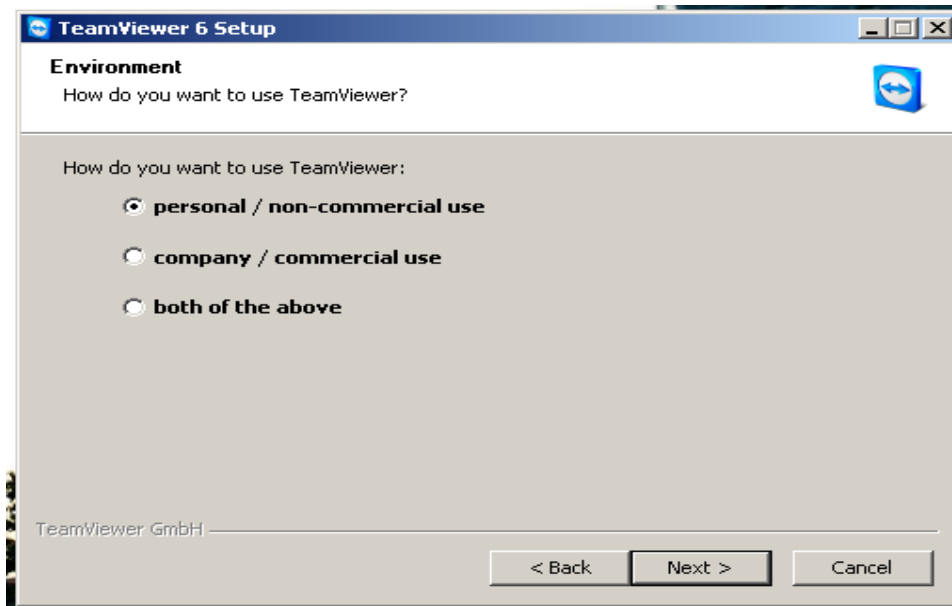 TeamViewer 6 Setup
Environment
How do you want to use TeamViewer?
How do you want to use TeamViewer:
personal / non-commercial use
company / commercial use
both of the above
TeamViewer GmbH
< Back Next > Cancel